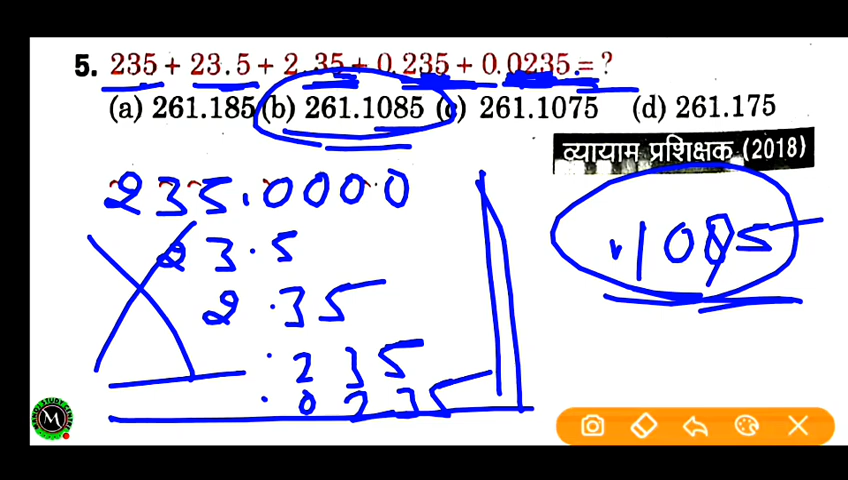 5. 235 + 23.5 + 2.35 + 0.235 + 0.0235 = ?
(a) 261.185 (b) 261.1085 (c) 261.1075 (d) 261.175
व्यायाम प्रशिक्षक (2018)
235.0000
23.5
2.35
.235
.0235
.1085
M